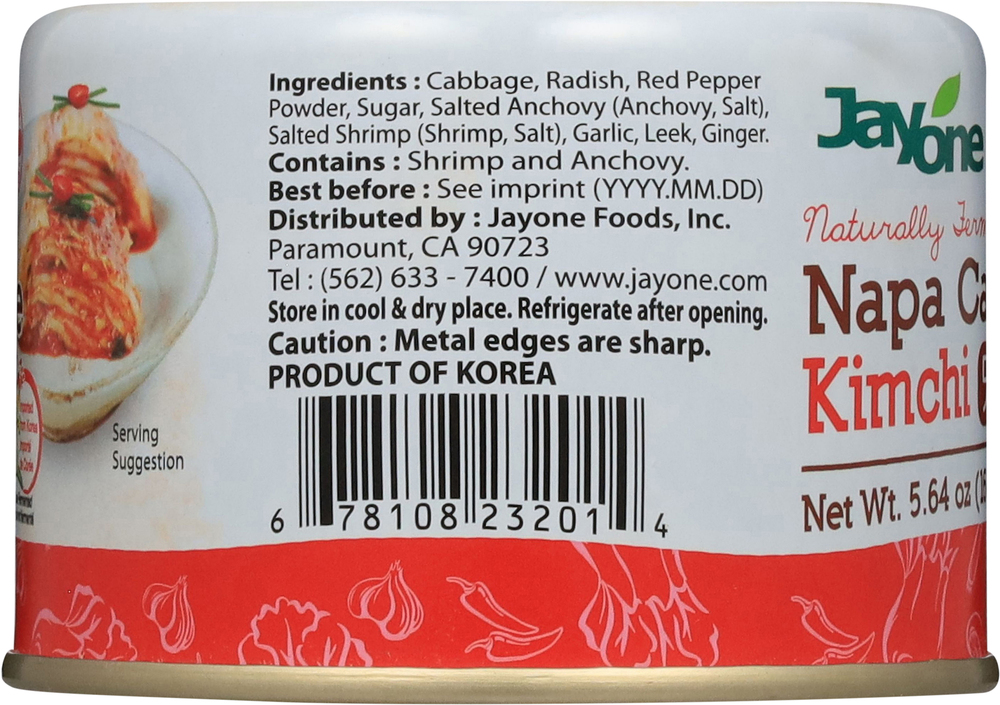 Ingredients : Cabbage, Radish, Red Pepper
Powder, Sugar, Salted Anchovy (Anchovy, Salt),
Salted Shrimp (Shrimp, Salt), Garlic, Leek, Ginger.
Contains : Shrimp and Anchovy.
Best before : See imprint (YYYY.MM.DD)
Distributed by : Jayone Foods, Inc.
Paramount, CA 90723
Tel : (562) 633 - 7400 / www.jayone.com
Store in cool & dry place. Refrigerate after opening.
Caution : Metal edges are sharp.
PRODUCT OF KOREA
6 78108 23201 4
Serving
Suggestion
Jayone
Naturally Ferm
Napa Ca
Kimchi
Net Wt. 5.64 oz (16